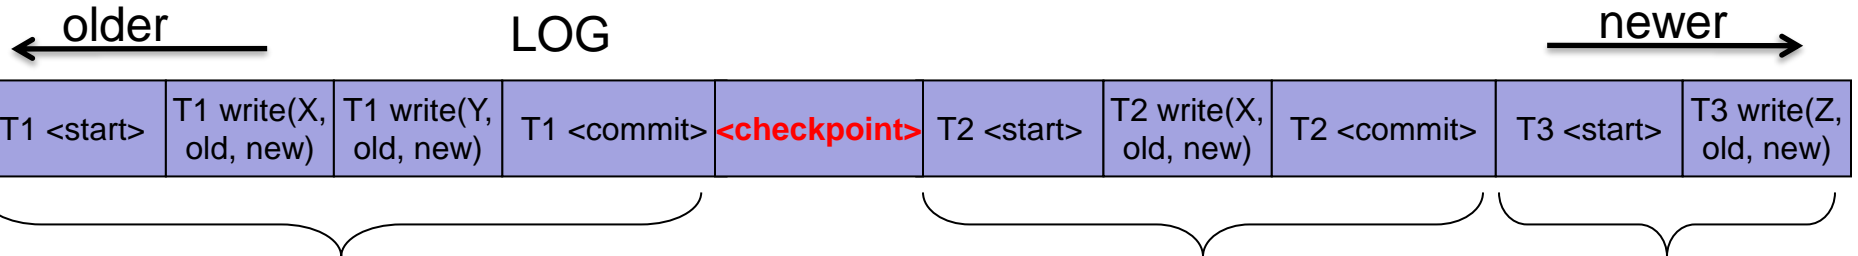 older
LOG
newer
T1 <start>
T1 write(X,
old, new)
T1 write(Y,
old, new)
T1 <commit>
<checkpoint>
T2 <start>
T2 write(X,
old, new)
T2 <commit>
T3 <start>
T3 write(Z,
old, new)